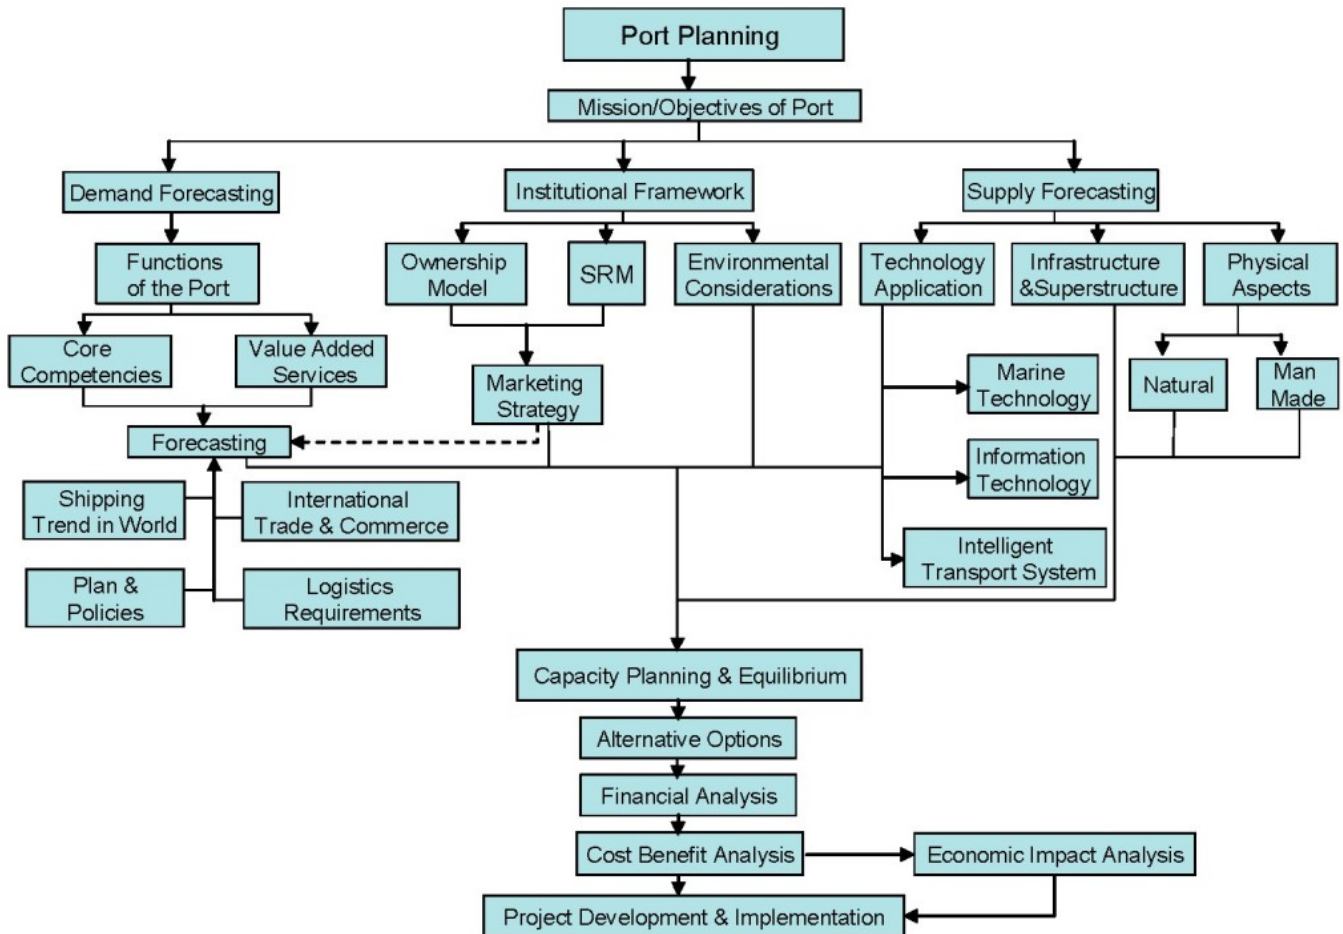 Port Planning
Mission/Objectives of Port
Demand Forecasting
Institutional Framework
Supply Forecasting
Functions
of the Port
Ownership
Model
SRM
Environmental
Considerations
Technology
Application
Infrastructure
&Superstructure
Physical
Aspects
Core
Competencies
Value Added
Services
Marketing
Strategy
Marine
Technology
Natural
Man
Made
Forecasting
Information
Technology
Shipping
Trend in World
International
Trade & Commerce
Intelligent
Transport System
Plan &
Policies
Logistics
Requirements
Capacity Planning & Equilibrium
Alternative Options
Financial Analysis
Cost Benefit Analysis
Economic Impact Analysis
Project Development & Implementation